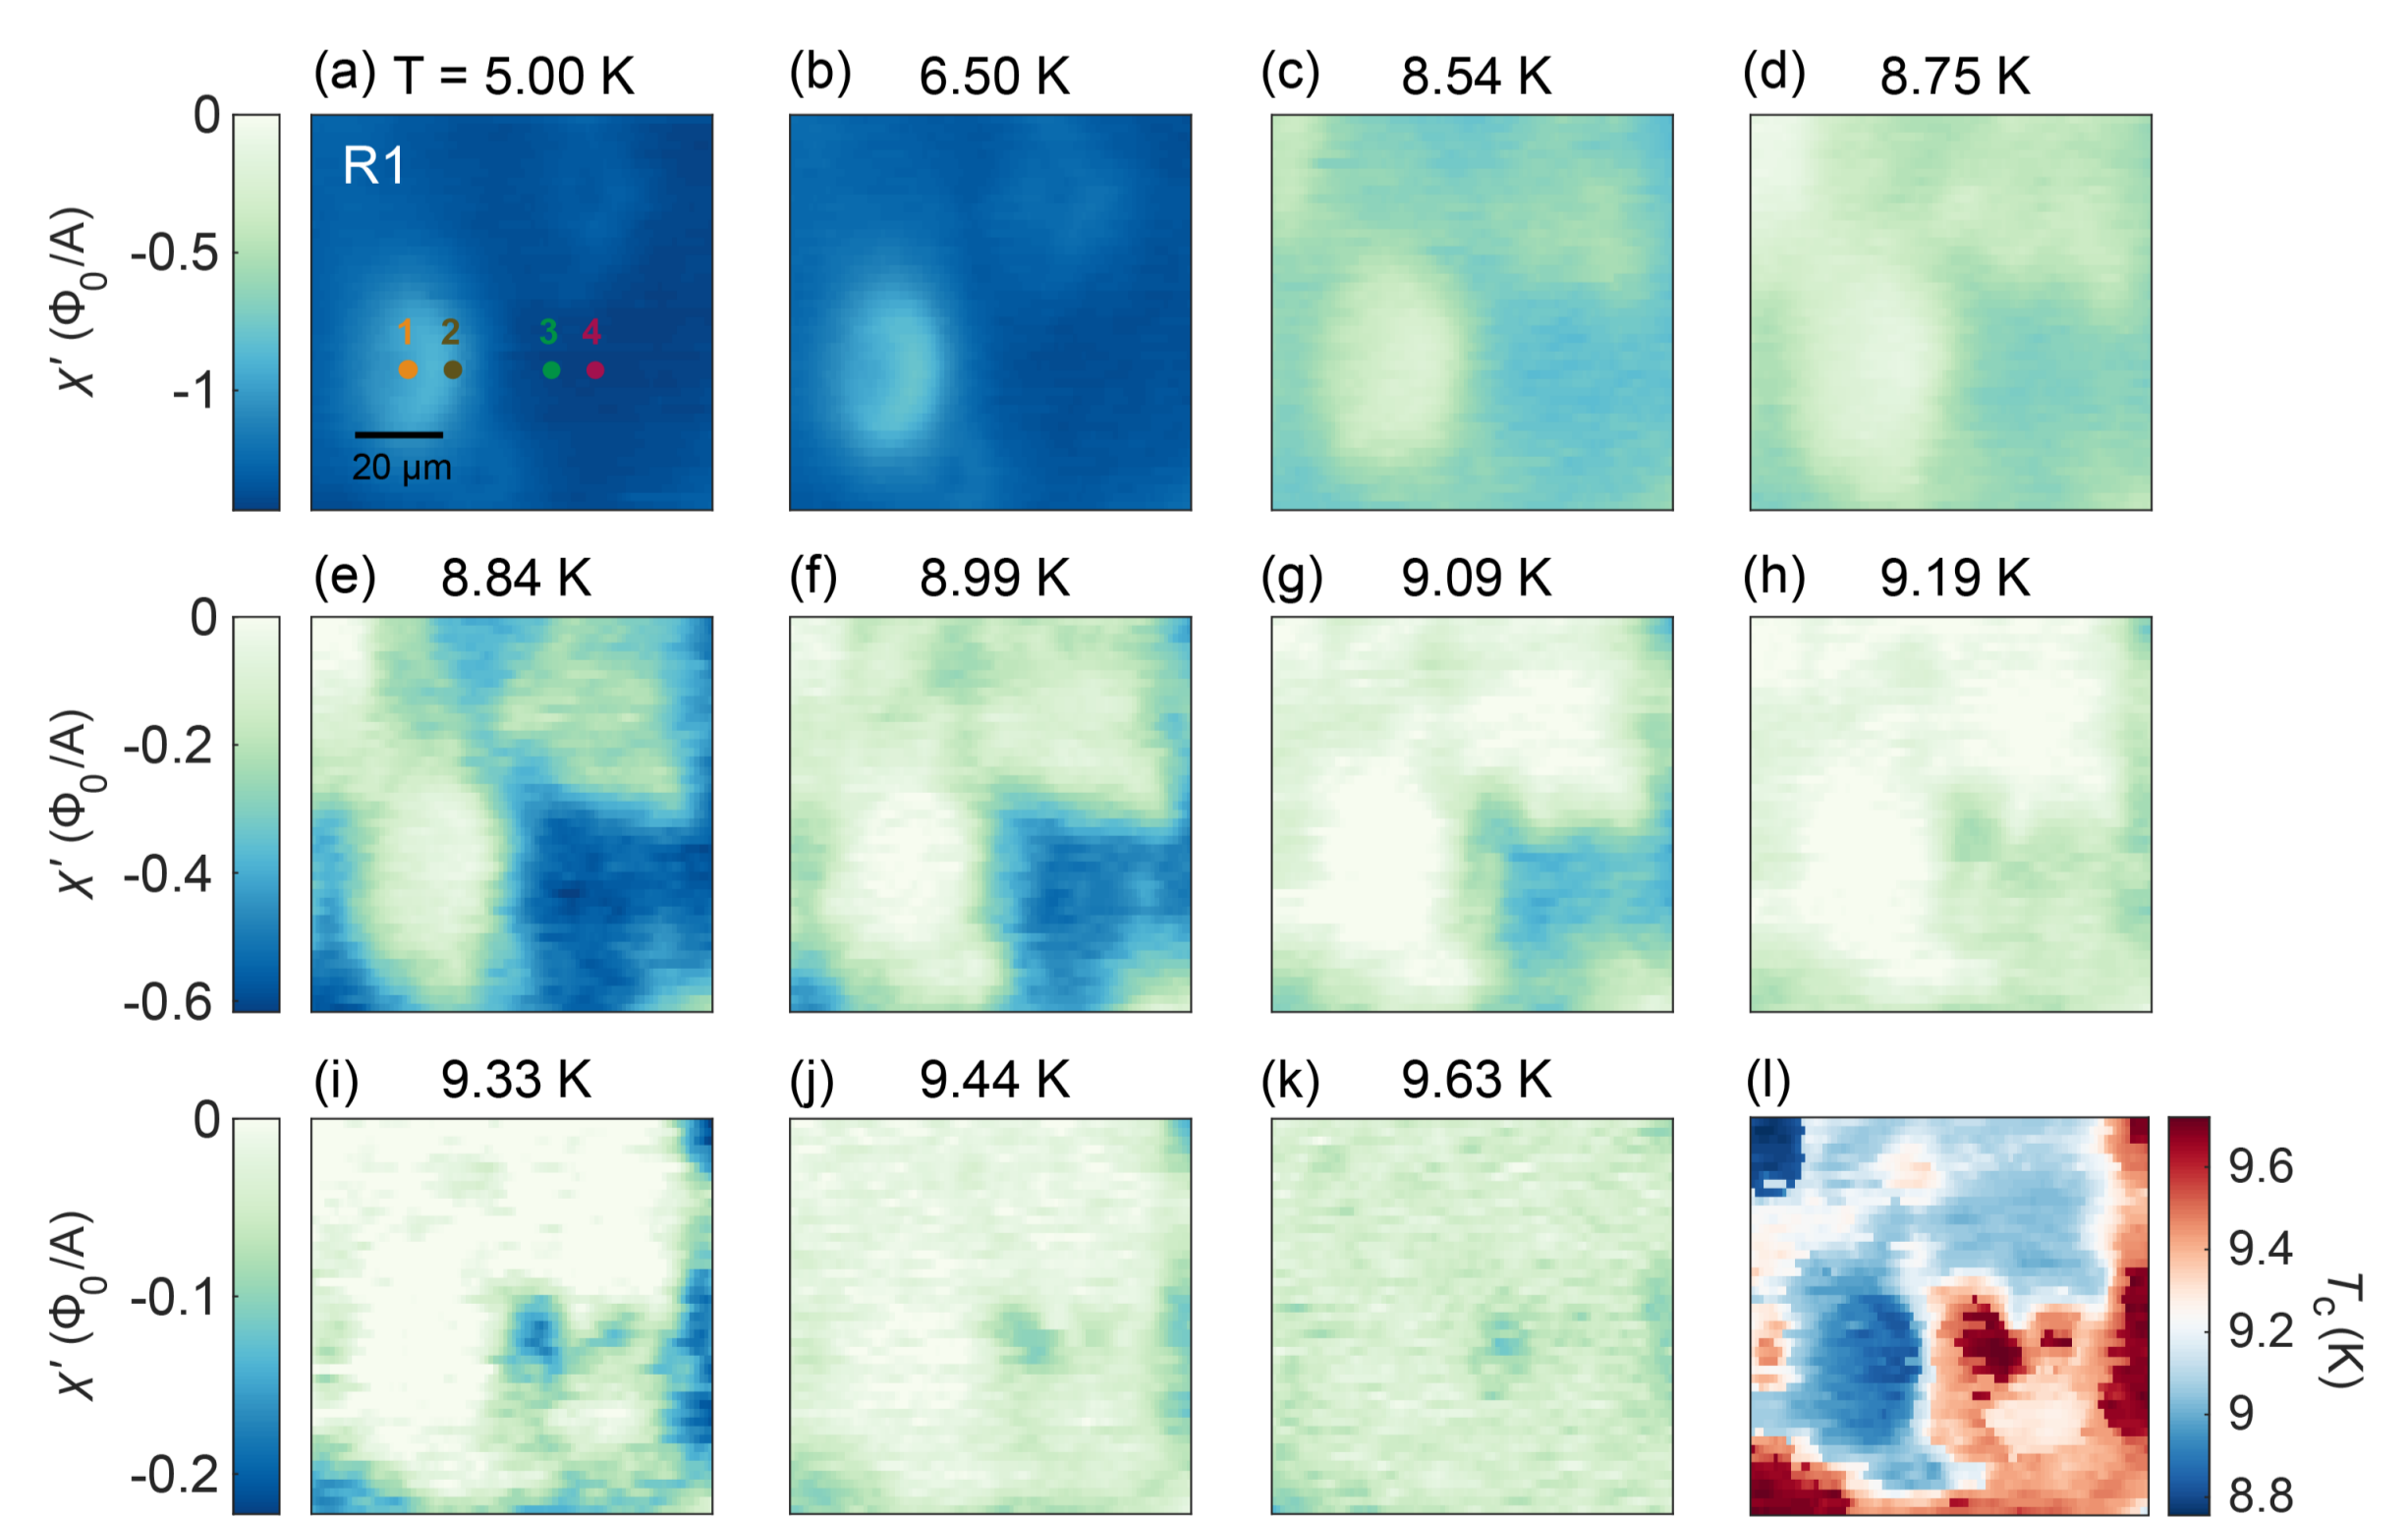 (a) T = 5.00 K
(b) 6.50 K
(c) 8.54 K
(d) 8.75 K
0
-0.5
-1
χ′ (Φ0/A)
R1
1 2 3 4
20 μm
(e) 8.84 K
(f) 8.99 K
(g) 9.09 K
(h) 9.19 K
0
-0.2
-0.4
-0.6
χ′ (Φ0/A)
(i) 9.33 K
(j) 9.44 K
(k) 9.63 K
(l)
0
-0.1
-0.2
χ′ (Φ0/A)
9.6
9.4
9.2
9
8.8
Tc (K)